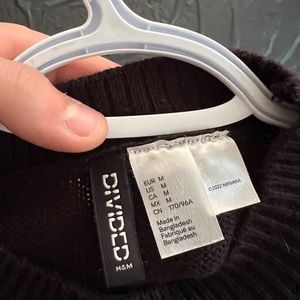 DIVIDED
H&M
EUR M
US M
CA M
MX M
CN 170/96A
Made in
Bangladesh
Fabriqué au
Bangladesh
©2022 NIRVANA